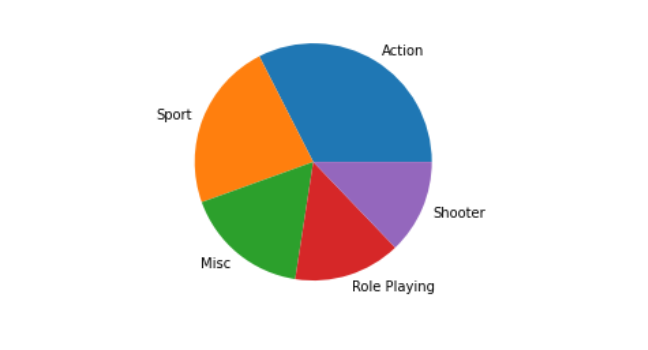 Action
Sport
Shooter
Misc
Role Playing